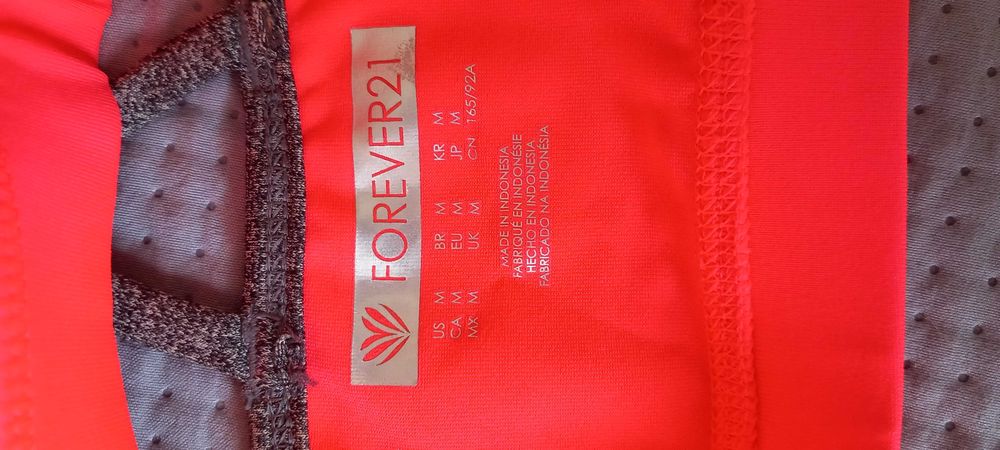 FOREVER21
US M BR M KR M
CA M EU M JP M
MX M UK M CN 165/92A
MADE IN INDONESIA
FABRIQUÉ EN INDONÉSIE
HECHO EN INDONESIA
FABRICADO NA INDONÉSIA